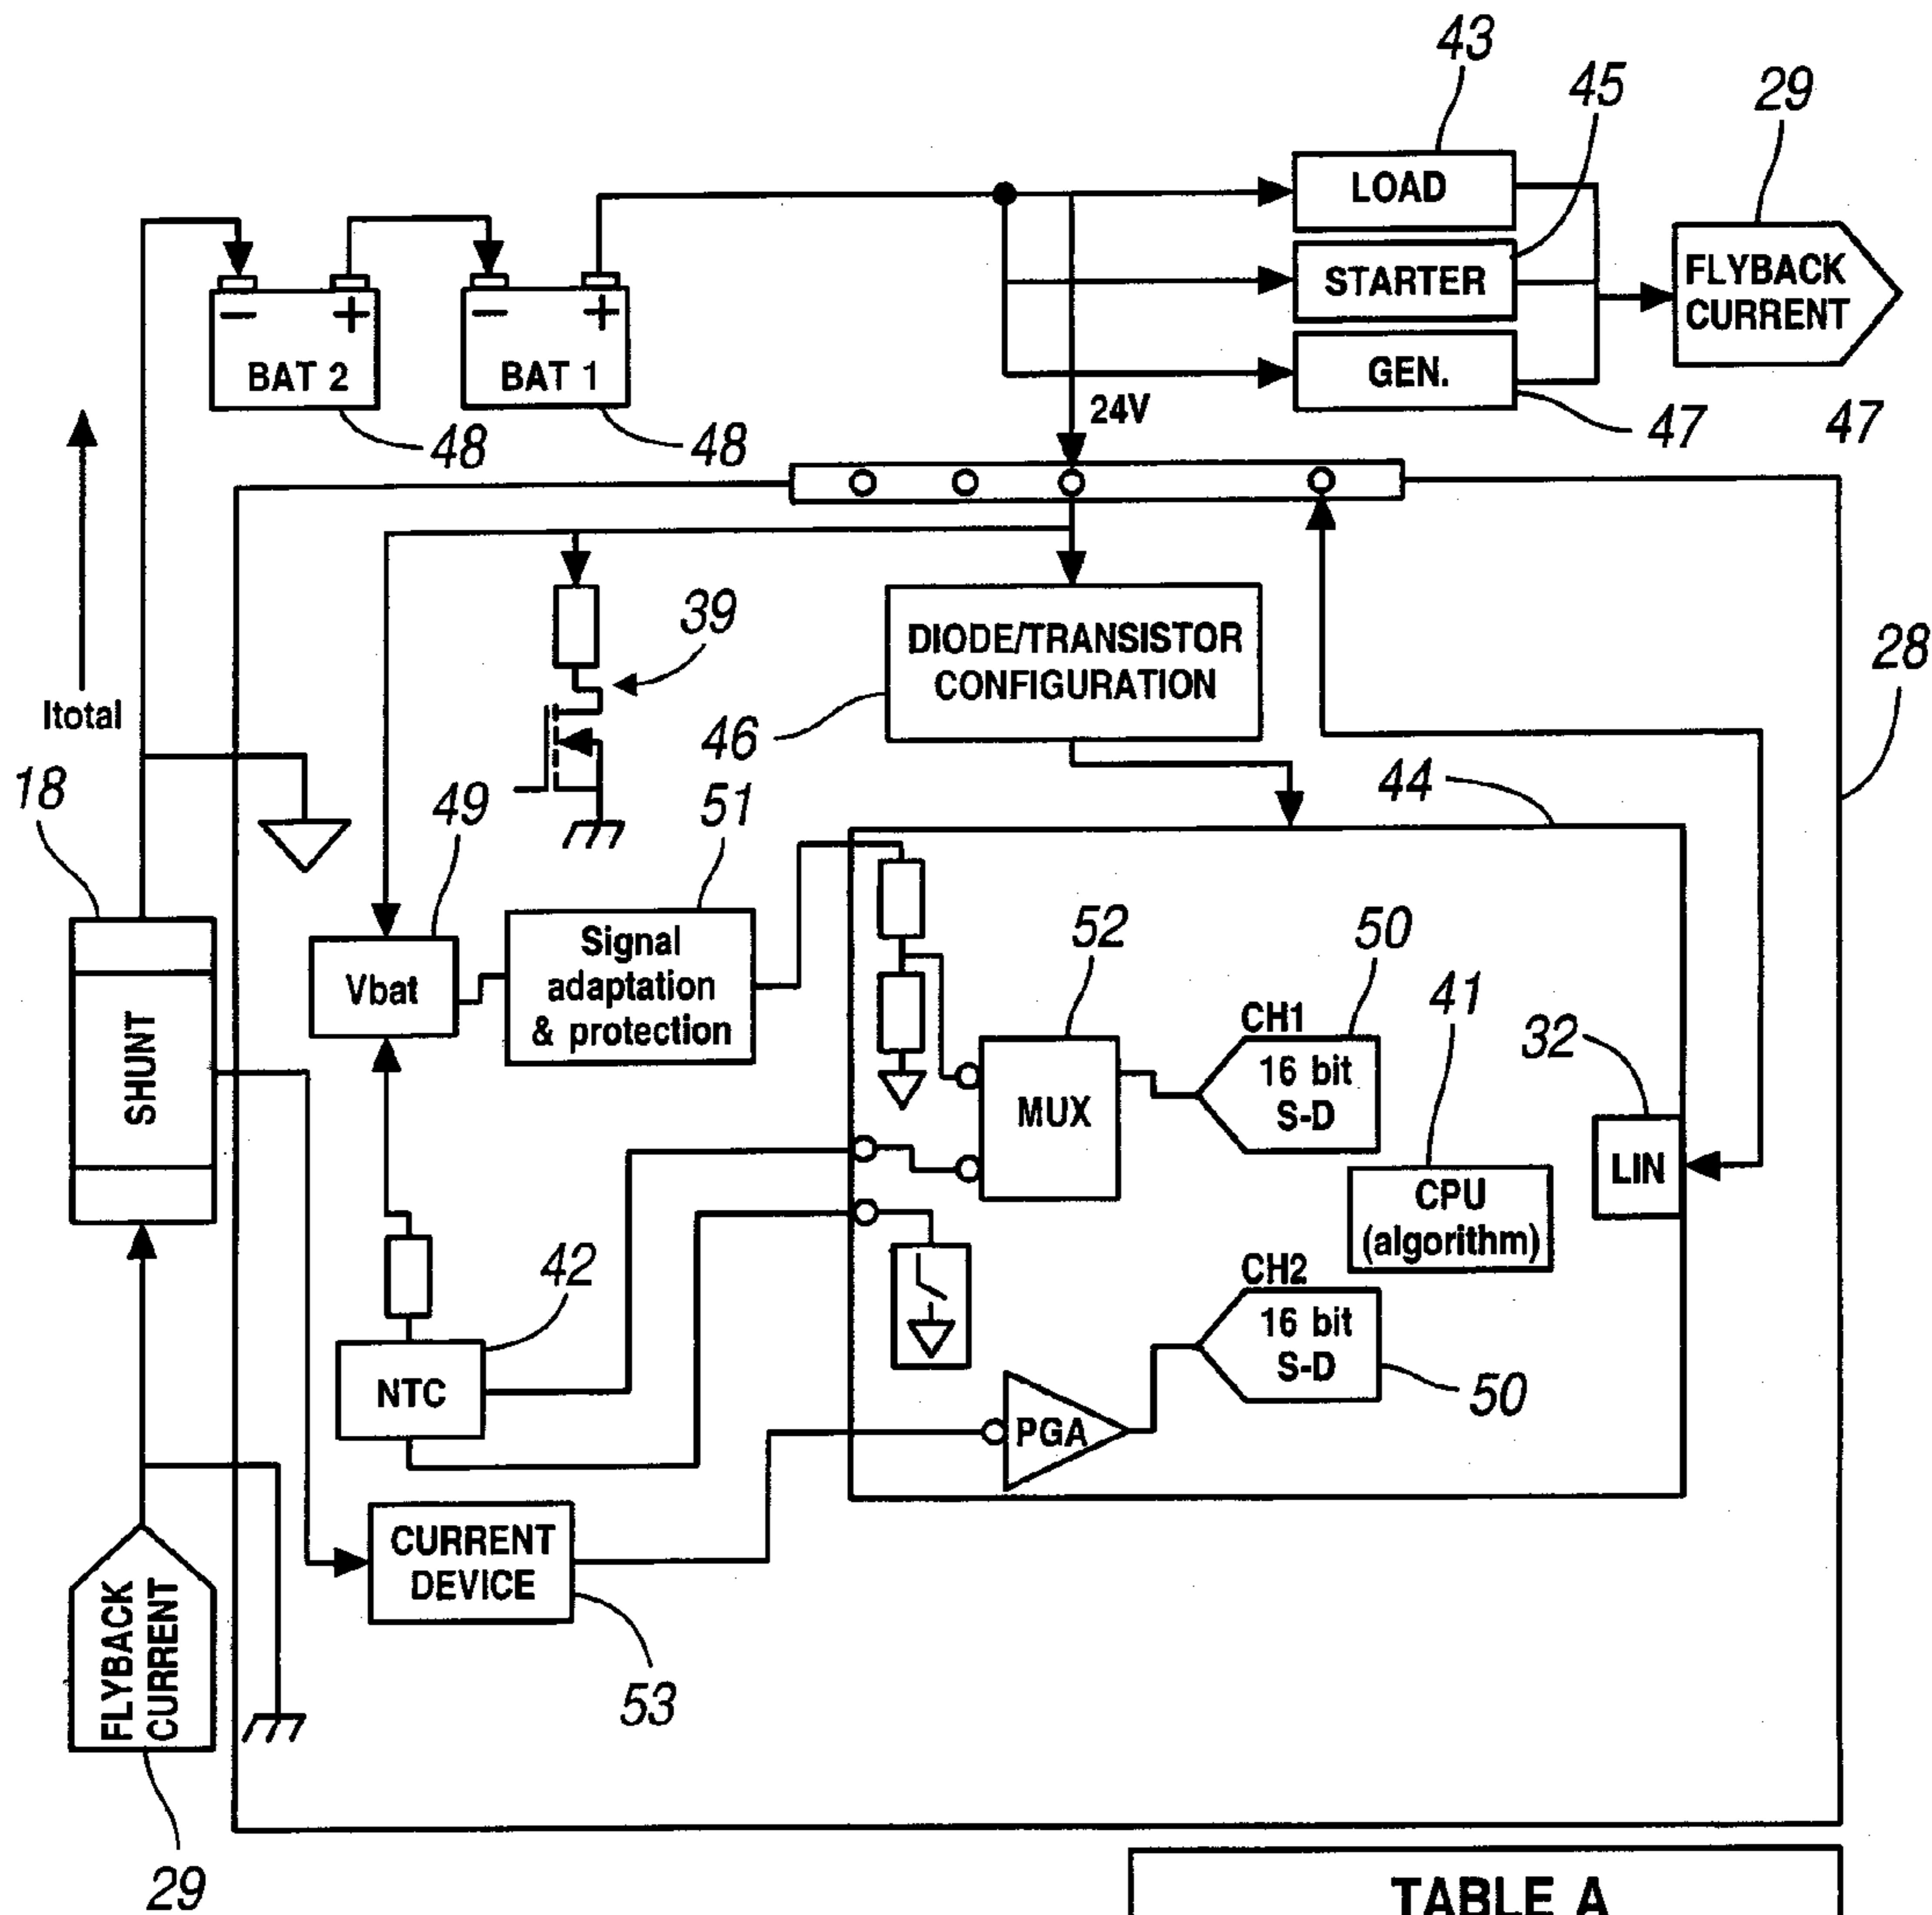 43
45
29
LOAD
STARTER
GEN.
FLYBACK
CURRENT
− +
BAT 2
− +
BAT 1
48
48
24V
47
47
39
DIODE/TRANSISTOR
CONFIGURATION
28
Itotal
46
18
49
51
44
Vbat
Signal
adaptation
& protection
52
50
41
32
SHUNT
MUX
CH1
16 bit
S-D
CPU
(algorithm)
LIN
42
NTC
CH2
16 bit
S-D
50
PGA
CURRENT
DEVICE
53
FLYBACK
CURRENT
29
TABLE A